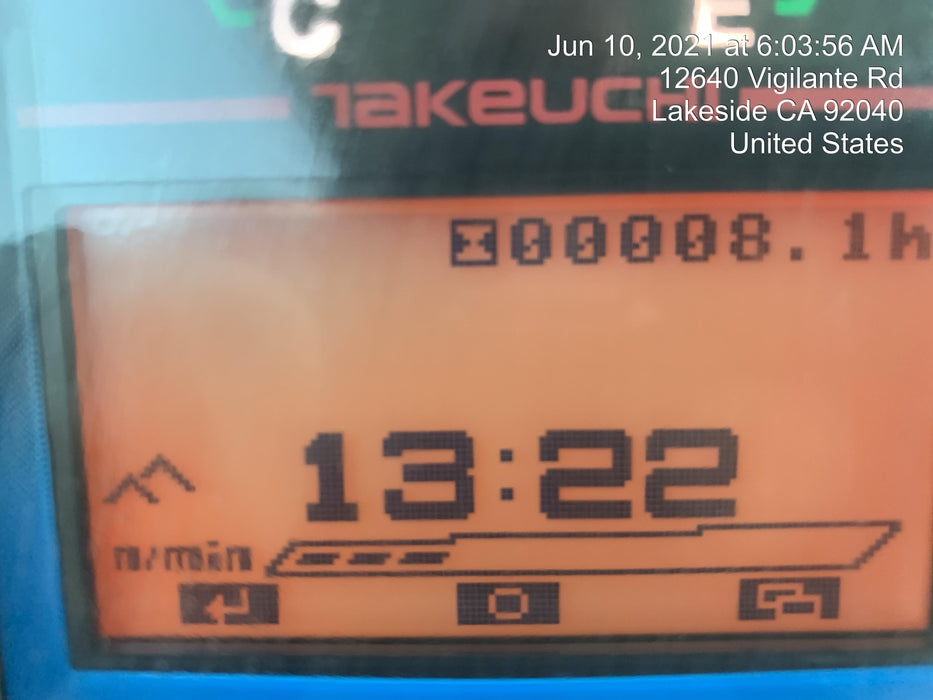 C E
Jun 10, 2021 at 6:03:56 AM
12640 Vigilante Rd
Lakeside CA 92040
United States
TAKEUCHI
00008.1h
13:22
n/min